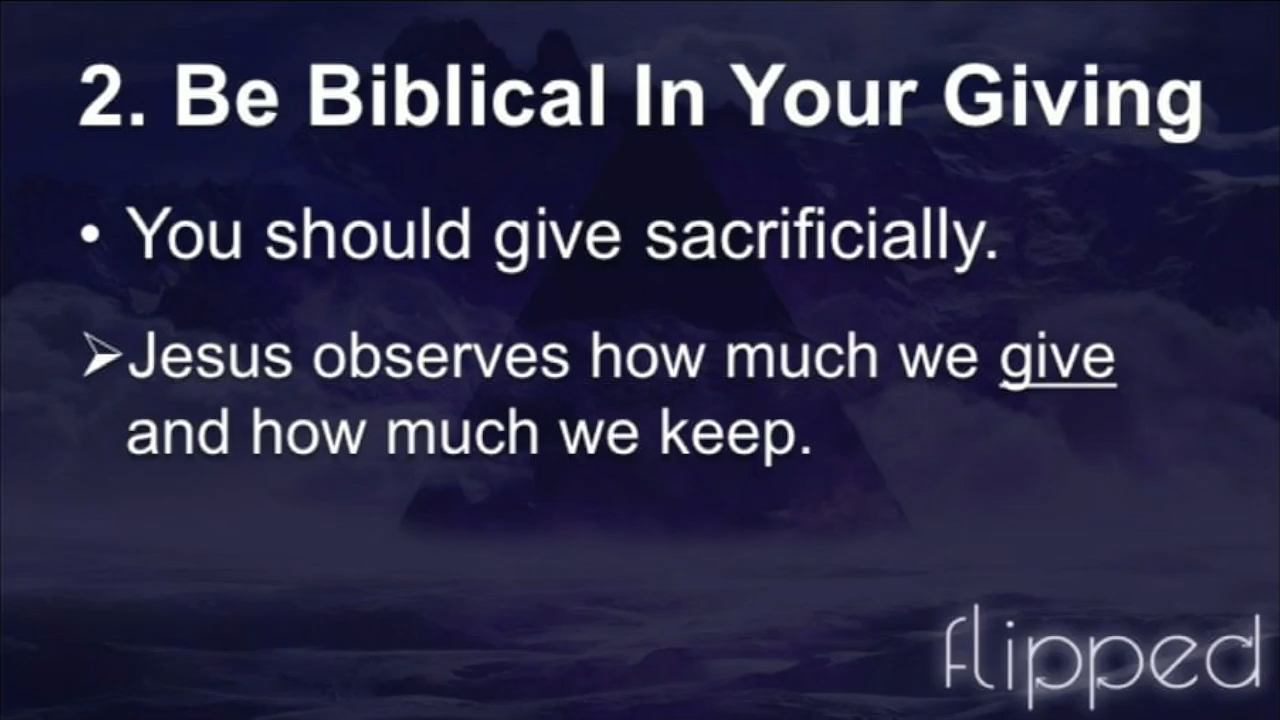 2. Be Biblical In Your Giving
• You should give sacrificially.
➢Jesus observes how much we give
and how much we keep.
flipped